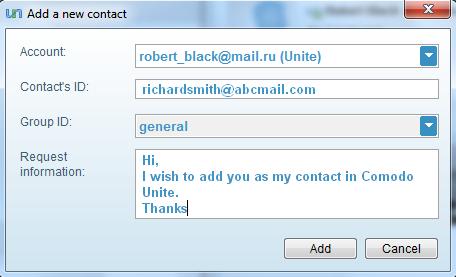 un Add a new contact
Account: robert_black@mail.ru (Unite)
Contact's ID: richardsmith@abcmail.com
Group ID: general
Request information:
Hi,
I wish to add you as my contact in Comodo
Unite.
Thanks
Add Cancel